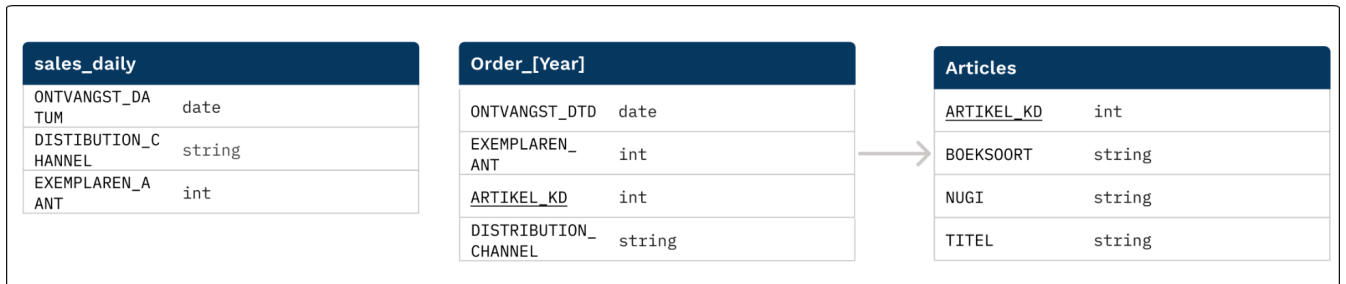 sales_daily
ONTVANGST_DA
TUM
date
DISTIBUTION_C
HANNEL
string
EXEMPLAREN_A
ANT
int
Order_[Year]
ONTVANGST_DTD
date
EXEMPLAREN_
ANT
int
ARTIKEL_KD
int
DISTRIBUTION_
CHANNEL
string
Articles
ARTIKEL_KD
int
BOEKSOORT
string
NUGI
string
TITEL
string